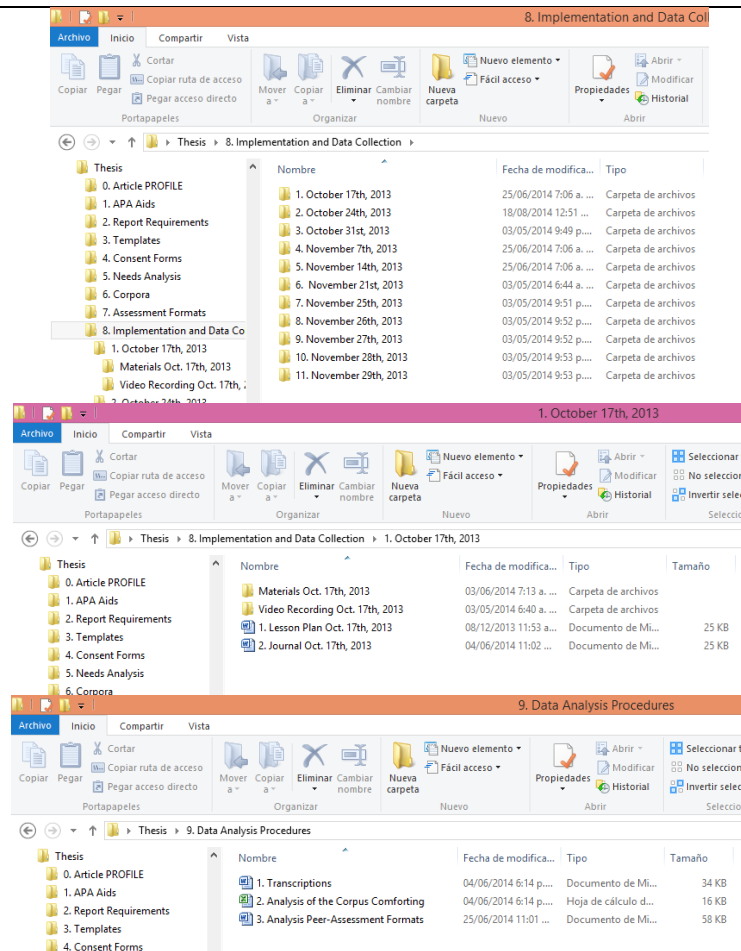 8. Implementation and Data Coll
Archivo Inicio Compartir Vista
Copiar Pegar Cortar Copiar ruta de acceso Pegar acceso directo Mover a Copiar a Eliminar Cambiar nombre Nueva carpeta Nuevo elemento Fácil acceso Propiedades Abrir Modificar Historial
Portapapeles Organizar Nuevo Abrir
Thesis 8. Implementation and Data Collection
Thesis Nombre Fecha de modifica... Tipo
0. Article PROFILE
1. APA Aids
2. Report Requirements
3. Templates
4. Consent Forms
5. Needs Analysis
6. Corpora
7. Assessment Formats
8. Implementation and Data Co
1. October 17th, 2013
Materials Oct. 17th, 2013
Video Recording Oct. 17th, 2
2. October 24th, 2013
1. October 17th, 2013 25/06/2014 7:06 a. ... Carpeta de archivos
2. October 24th, 2013 18/08/2014 12:51 ... Carpeta de archivos
3. October 31st, 2013 03/05/2014 9:49 p.... Carpeta de archivos
4. November 7th, 2013 25/06/2014 7:06 a. ... Carpeta de archivos
5. November 14th, 2013 25/06/2014 7:06 a. ... Carpeta de archivos
6. November 21st, 2013 03/05/2014 6:44 a. ... Carpeta de archivos
7. November 25th, 2013 03/05/2014 9:51 p.... Carpeta de archivos
8. November 26th, 2013 03/05/2014 9:52 p.... Carpeta de archivos
9. November 27th, 2013 03/05/2014 9:52 p.... Carpeta de archivos
10. November 28th, 2013 03/05/2014 9:53 p.... Carpeta de archivos
11. November 29th, 2013 03/05/2014 9:53 p.... Carpeta de archivos
1. October 17th, 2013
Archivo Inicio Compartir Vista
Copiar Pegar Cortar Copiar ruta de acceso Pegar acceso directo Mover a Copiar a Eliminar Cambiar nombre Nueva carpeta Nuevo elemento Fácil acceso Propiedades Abrir Modificar Historial Seleccionar No seleccion Invertir selec
Portapapeles Organizar Nuevo Abrir Seleccio
Thesis 8. Implementation and Data Collection 1. October 17th, 2013
Thesis Nombre Fecha de modifica... Tipo Tamaño
0. Article PROFILE
1. APA Aids
2. Report Requirements
3. Templates
4. Consent Forms
5. Needs Analysis
6. Corpora
Materials Oct. 17th, 2013 03/06/2014 7:13 a. ... Carpeta de archivos
Video Recording Oct. 17th, 2013 03/05/2014 6:40 a. ... Carpeta de archivos
1. Lesson Plan Oct. 17th, 2013 08/12/2013 11:53 a... Documento de Mi... 25 KB
2. Journal Oct. 17th, 2013 04/06/2014 11:02 ... Documento de Mi... 25 KB
9. Data Analysis Procedures
Archivo Inicio Compartir Vista
Copiar Pegar Cortar Copiar ruta de acceso Pegar acceso directo Mover a Copiar a Eliminar Cambiar nombre Nueva carpeta Nuevo elemento Fácil acceso Propiedades Abrir Modificar Historial Seleccionar t No seleccion Invertir selec
Portapapeles Organizar Nuevo Abrir Seleccio
Thesis 9. Data Analysis Procedures
Thesis Nombre Fecha de modifica... Tipo Tamaño
0. Article PROFILE
1. APA Aids
2. Report Requirements
3. Templates
4. Consent Forms
1. Transcriptions 04/06/2014 6:14 p.... Documento de Mi... 34 KB
2. Analysis of the Corpus Comforting 04/06/2014 6:14 p.... Hoja de cálculo d... 16 KB
3. Analysis Peer-Assessment Formats 25/06/2014 11:01 ... Documento de Mi... 58 KB